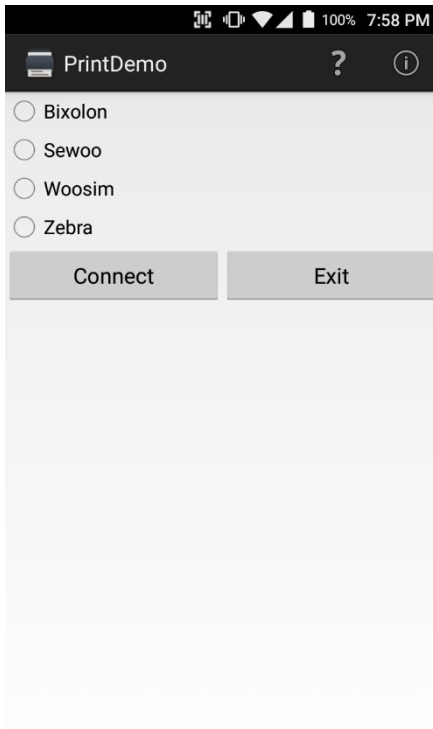 100% 7:58 PM
PrintDemo ?
Bixolon
Sewoo
Woosim
Zebra
Connect Exit